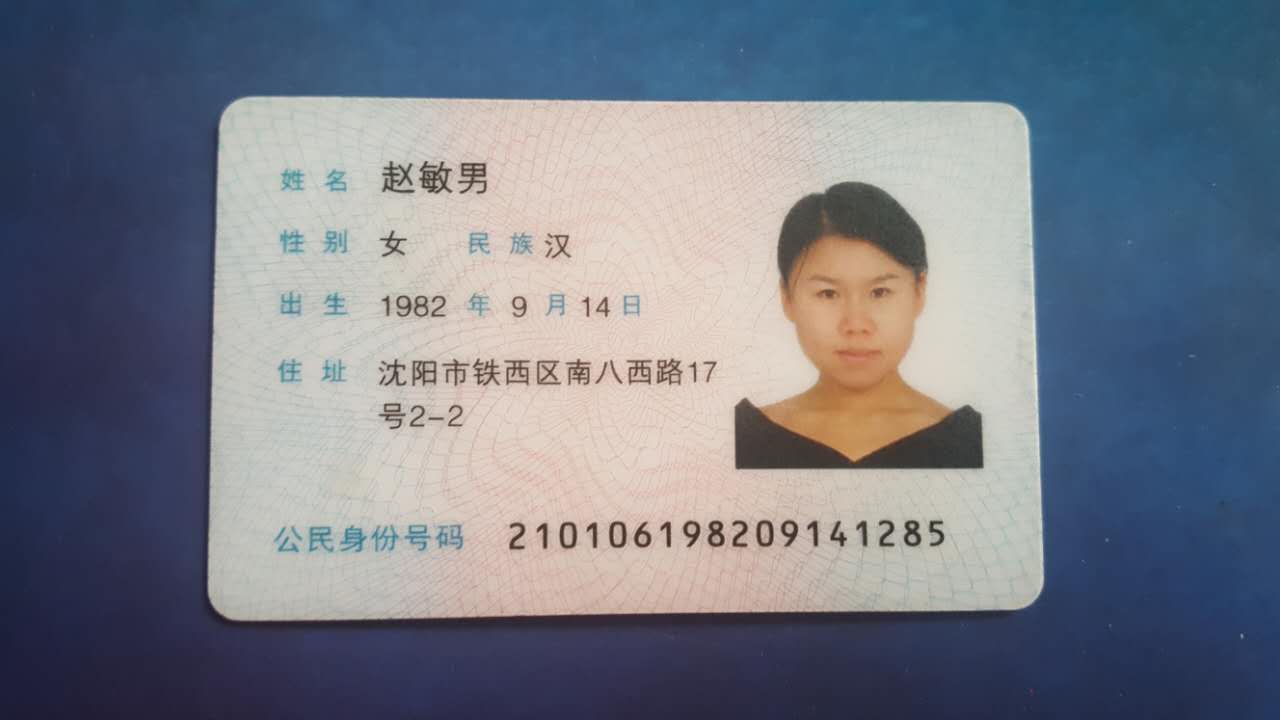 姓名 赵敏男
性别 女 民族 汉
出生 1982 年 9 月 14 日
住址 沈阳市铁西区南八西路17
号2-2
公民身份号码 210106198209141285